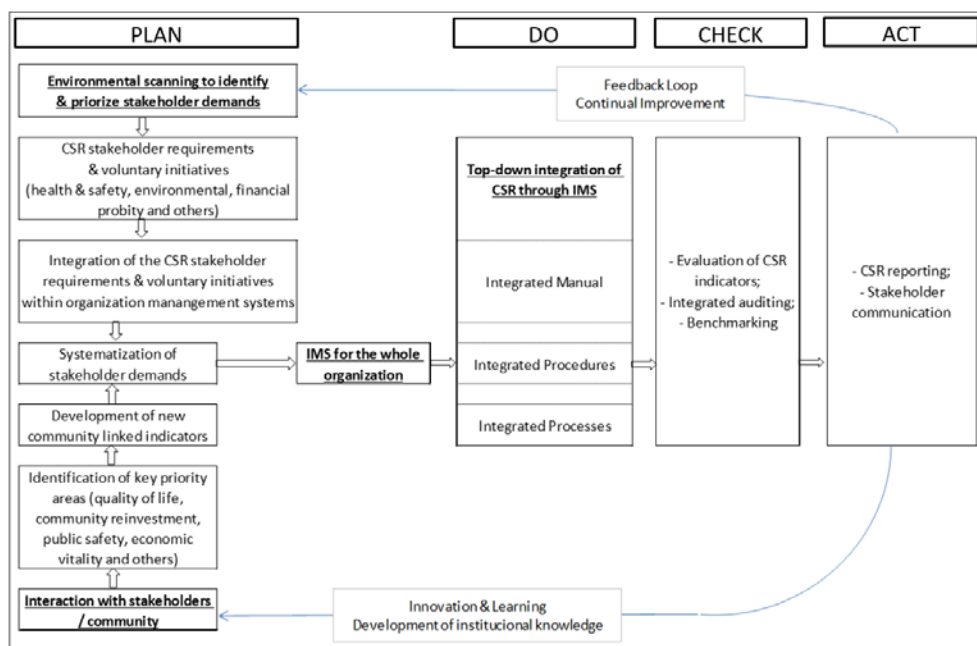 PLAN
DO
CHECK
ACT
Environmental scanning to identify
& priorize stakeholder demands
Feedback Loop
Continual Improvement
CSR stakeholder requirements
& voluntary initiatives
(health & safety, environmental, financial
probity and others)
Top-down integration of
CSR through IMS
Integration of the CSR stakeholder
requirements & voluntary initiatives
within organization manangement systems
Integrated Manual
- Evaluation of CSR
indicators;
- Integrated auditing;
- Benchmarking
- CSR reporting;
- Stakeholder
communication
Systematization of
stakeholder demands
IMS for the whole
organization
Integrated Procedures
Development of new
community linked indicators
Integrated Processes
Identification of key priority
areas (quality of life,
community reinvestment,
public safety, economic
vitality and others)
Interaction with stakeholders
/ community
Innovation & Learning
Development of institucional knowledge